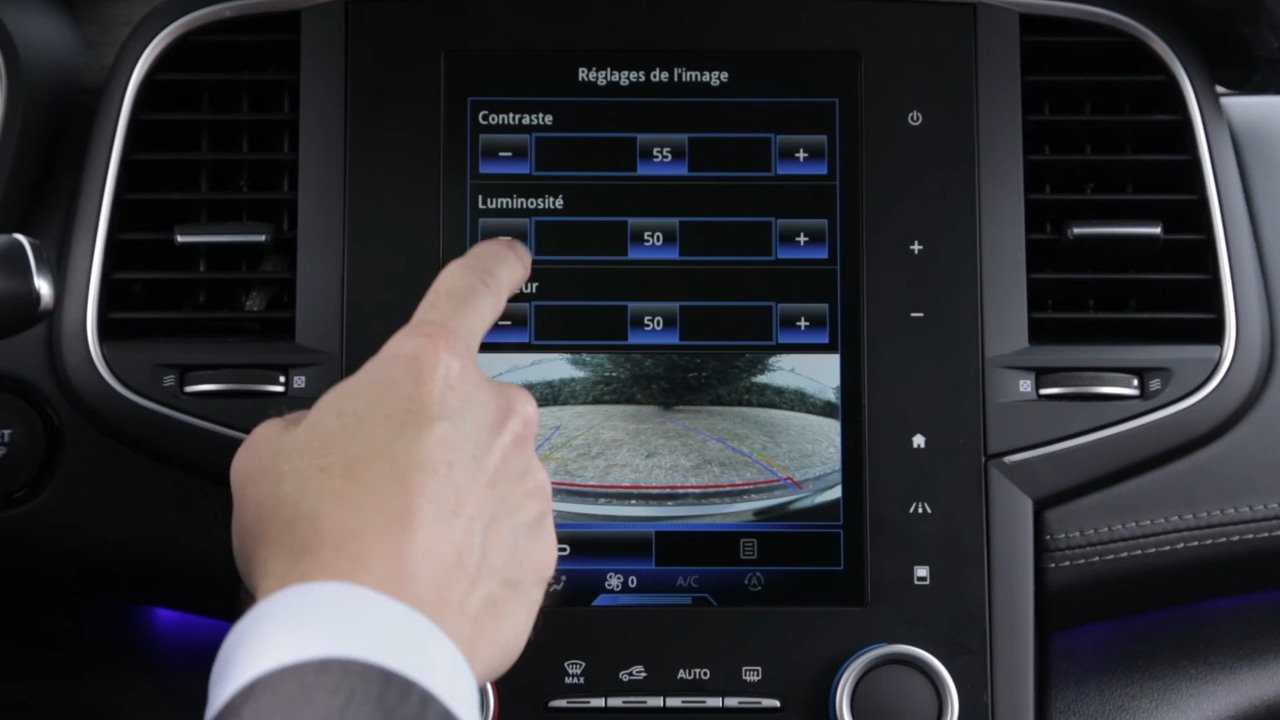 Réglages de l'image
Contraste
− 55 +
Luminosité
50 +
− 50 +
0 A/C
MAX AUTO